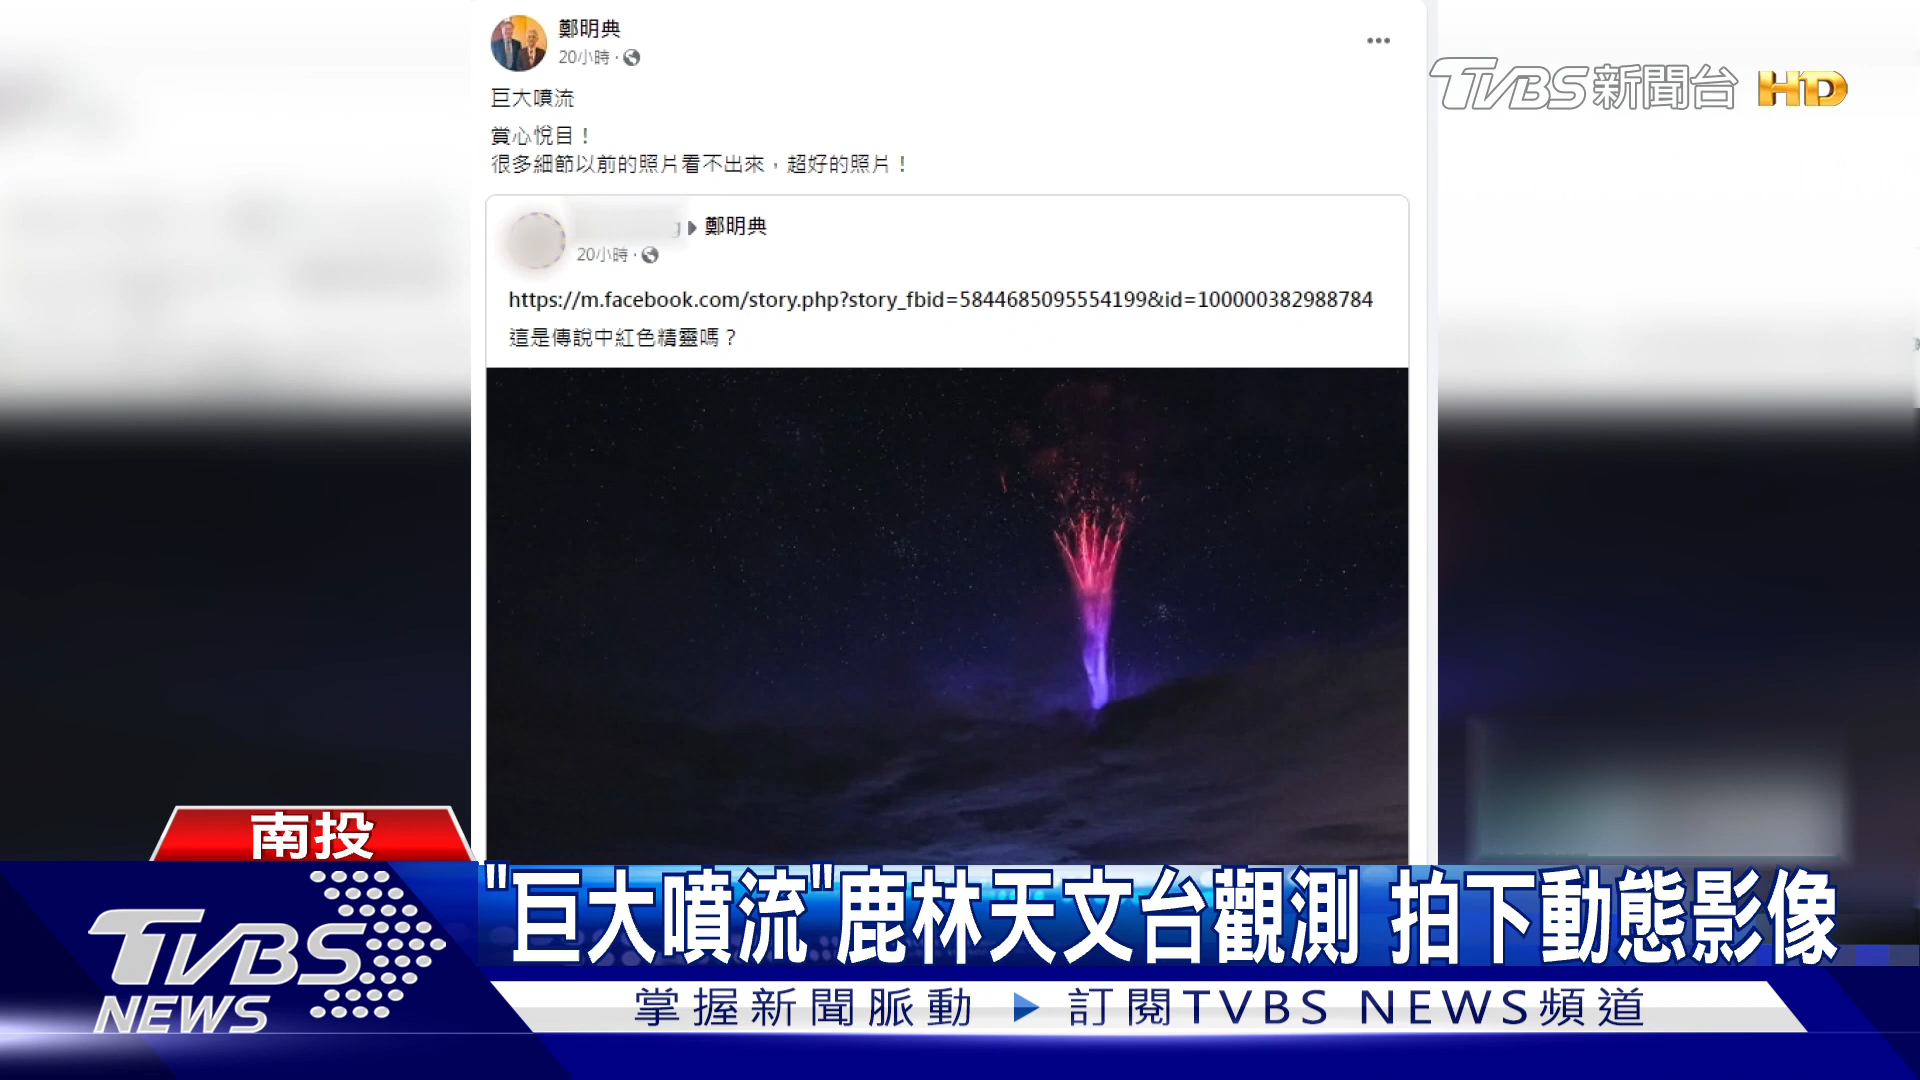 鄭明典
20小時
巨大噴流
賞心悅目！
很多細節以前的照片看不出來，超好的照片！
鄭明典
20小時
https://m.facebook.com/story.php?story_fbid=5844685095554199&id=100000382988784
這是傳說中紅色精靈嗎？
TVBS新聞台 HD
南投
"巨大噴流"鹿林天文台觀測 拍下動態影像
TVBS NEWS
掌握新聞脈動 ▶ 訂閱TVBS NEWS頻道